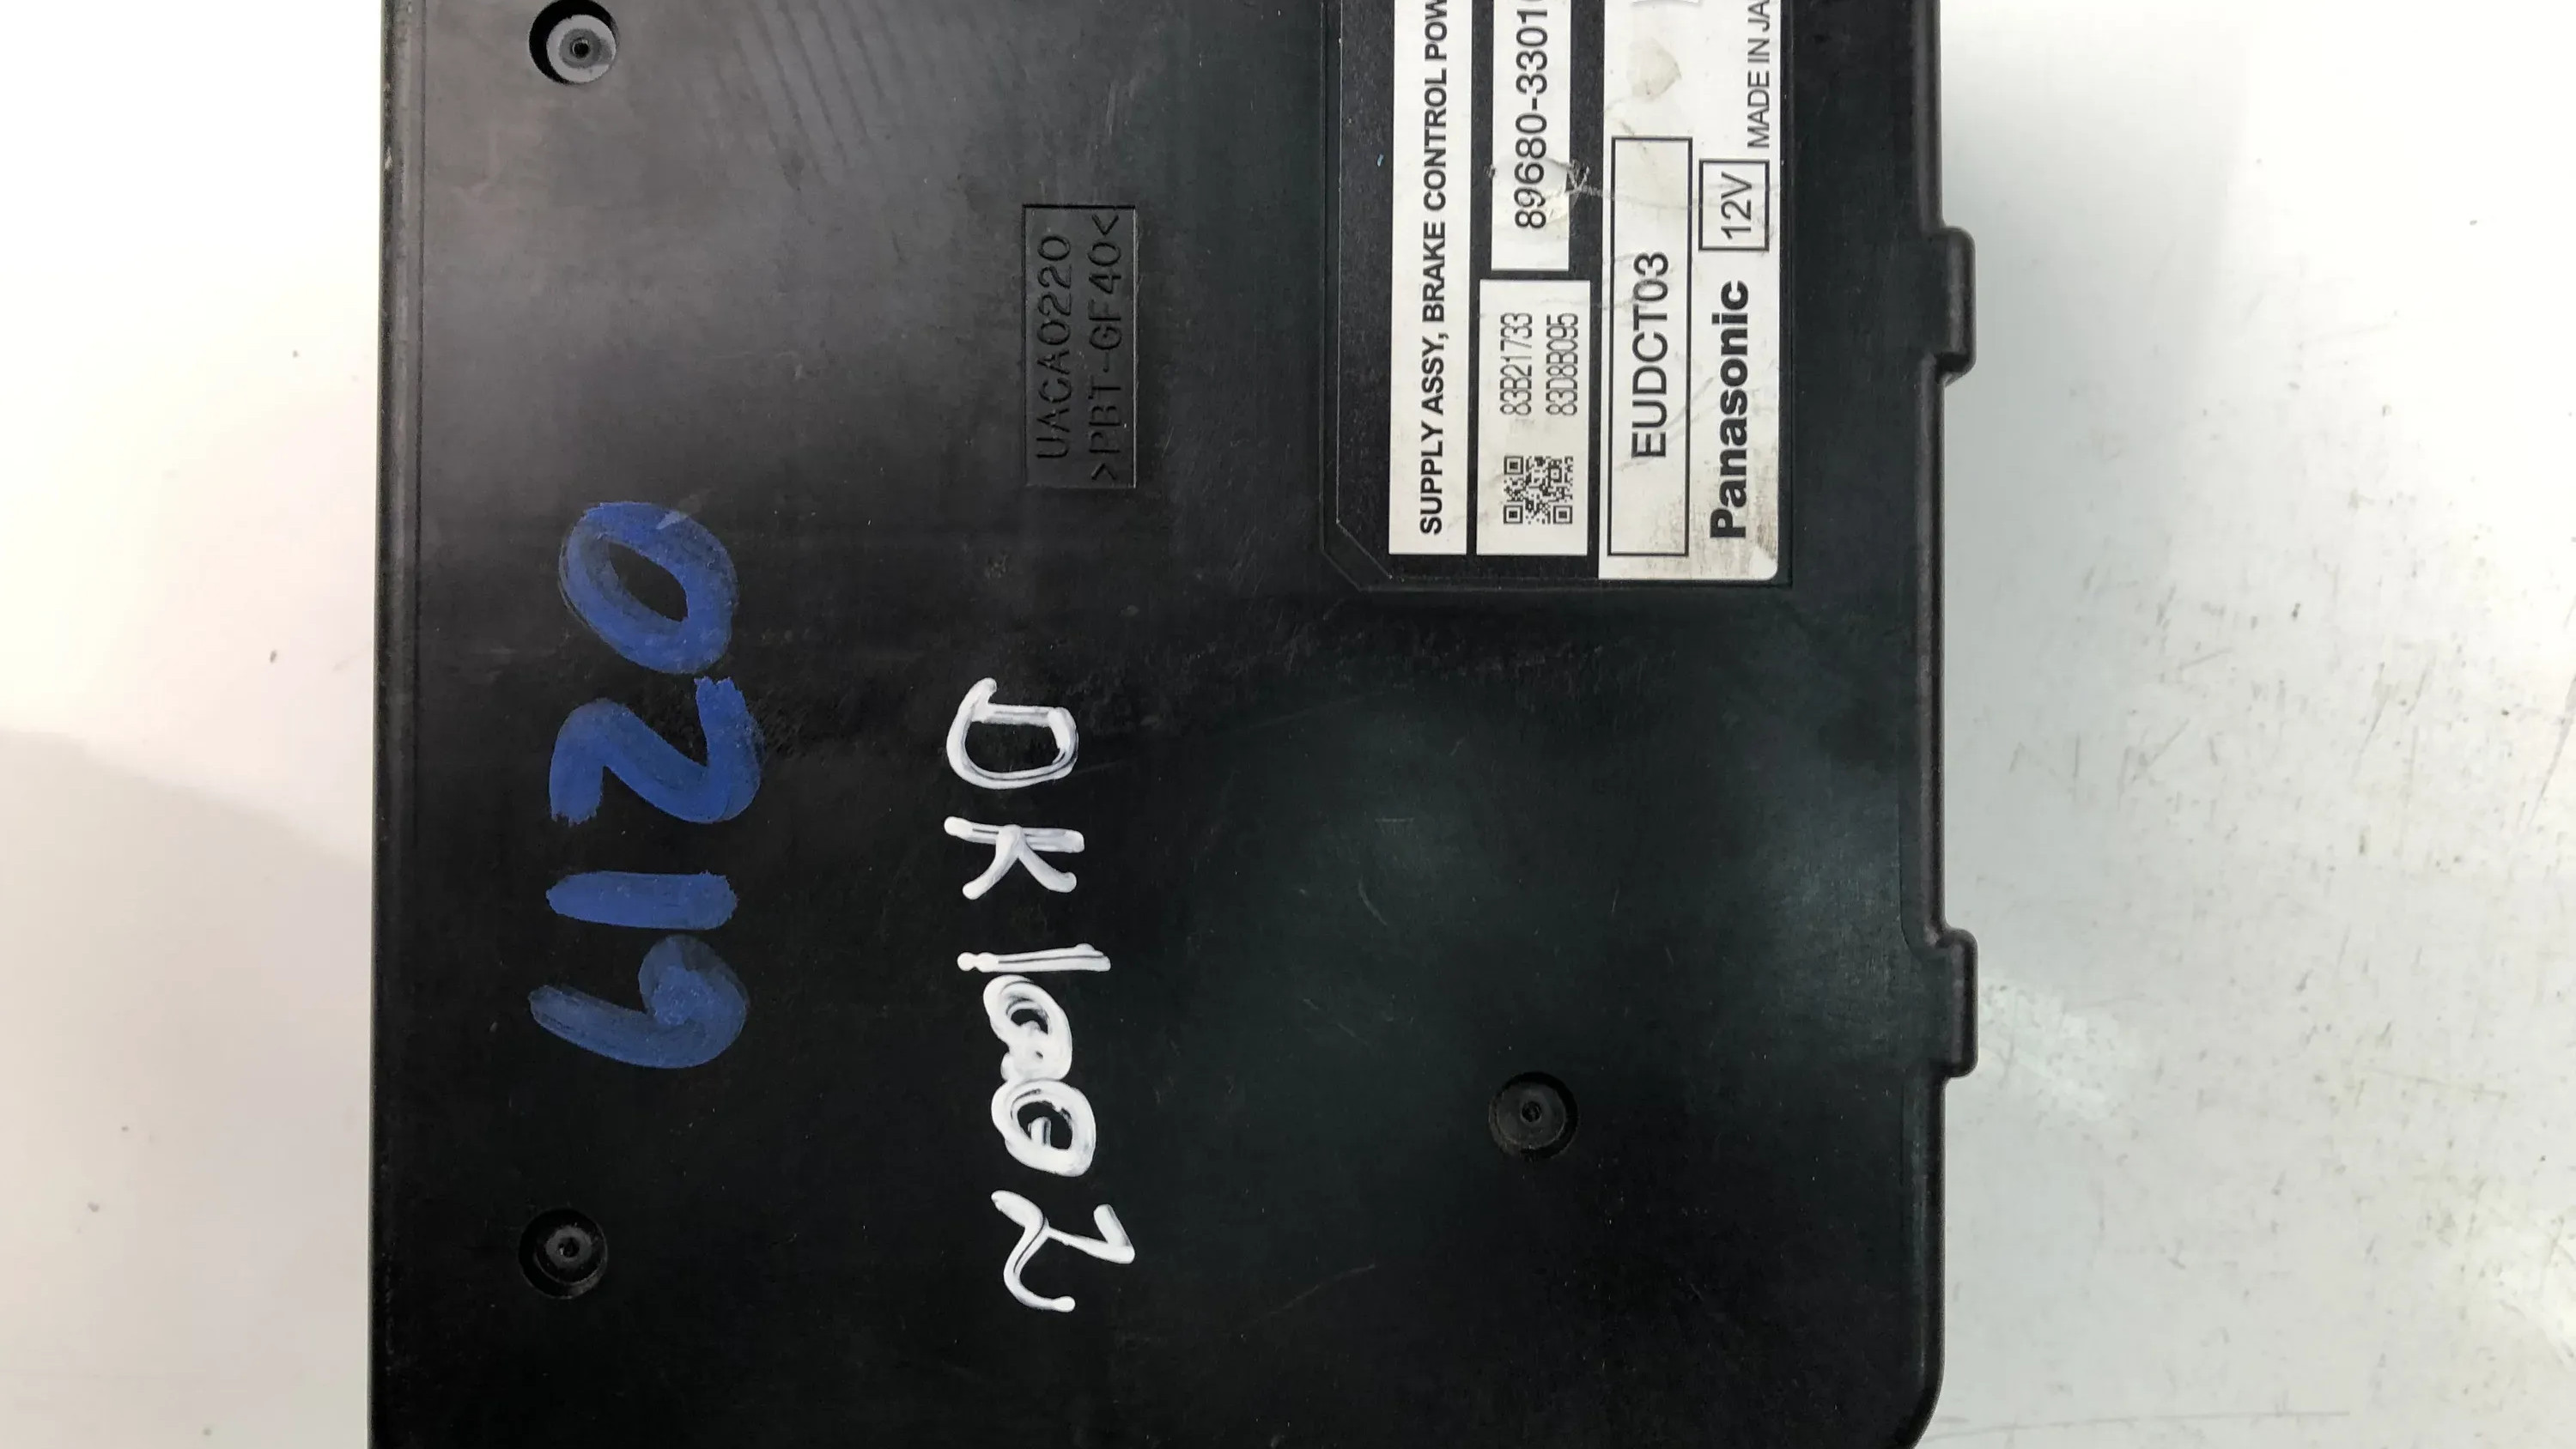 SUPPLY ASSY, BRAKE CONTROL POW
89680-3301
83B21733
83D8B095
EUDCT03
Panasonic 12V MADE IN JA
UACA0220
>PBT-GF40<
0219
DK1002